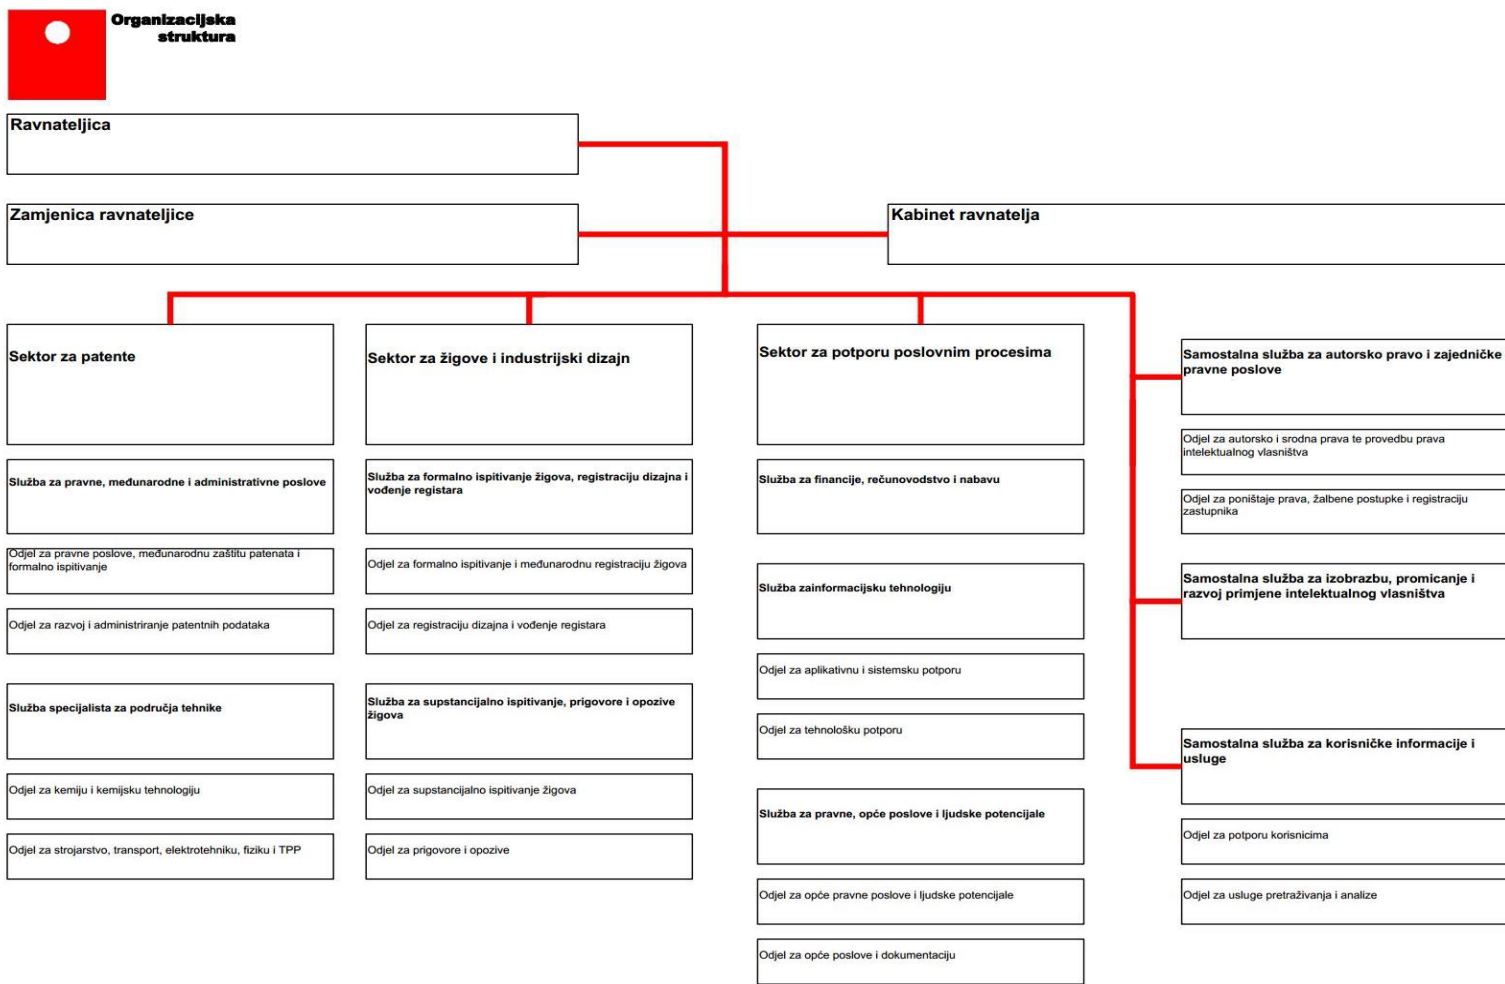 Organizacijska
struktura
Ravnateljica
Zamjenica ravnateljice
Kabinet ravnatelja
Sektor za patente
Služba za pravne, međunarodne i administrativne poslove
Odjel za pravne poslove, međunarodnu zaštitu patenata i
formalno ispitivanje
Odjel za razvoj i administriranje patentnih podataka
Služba specijalista za područja tehnike
Odjel za kemiju i kemijsku tehnologiju
Odjel za strojarstvo, transport, elektrotehniku, fiziku i TPP
Sektor za žigove i industrijski dizajn
Služba za formalno ispitivanje žigova, registraciju dizajna i
vođenje registara
Odjel za formalno ispitivanje i međunarodnu registraciju žigova
Odjel za registraciju dizajna i vođenje registara
Služba za supstancijalno ispitivanje, prigovore i opozive
žigova
Odjel za supstancijalno ispitivanje žigova
Odjel za prigovore i opozive
Sektor za potporu poslovnim procesima
Služba za financije, rečunovodstvo i nabavu
Služba zainformacijsku tehnologiju
Odjel za aplikativnu i sistemsku potporu
Odjel za tehnološku potporu
Služba za pravne, opće poslove i ljudske potencijale
Odjel za opće pravne poslove i ljudske potencijale
Odjel za opće poslove i dokumentaciju
Samostalna služba za autorsko pravo i zajedničke
pravne poslove
Odjel za autorsko i srodna prava te provedbu prava
intelektualnog vlasništva
Odjel za poništaje prava, žalbene postupke i registraciju
zastupnika
Samostalna služba za izobrazbu, promicanje i
razvoj primjene intelektualnog vlasništva
Samostalna služba za korisničke informacije i
usluge
Odjel za potporu korisnicima
Odjel za usluge pretraživanja i analize